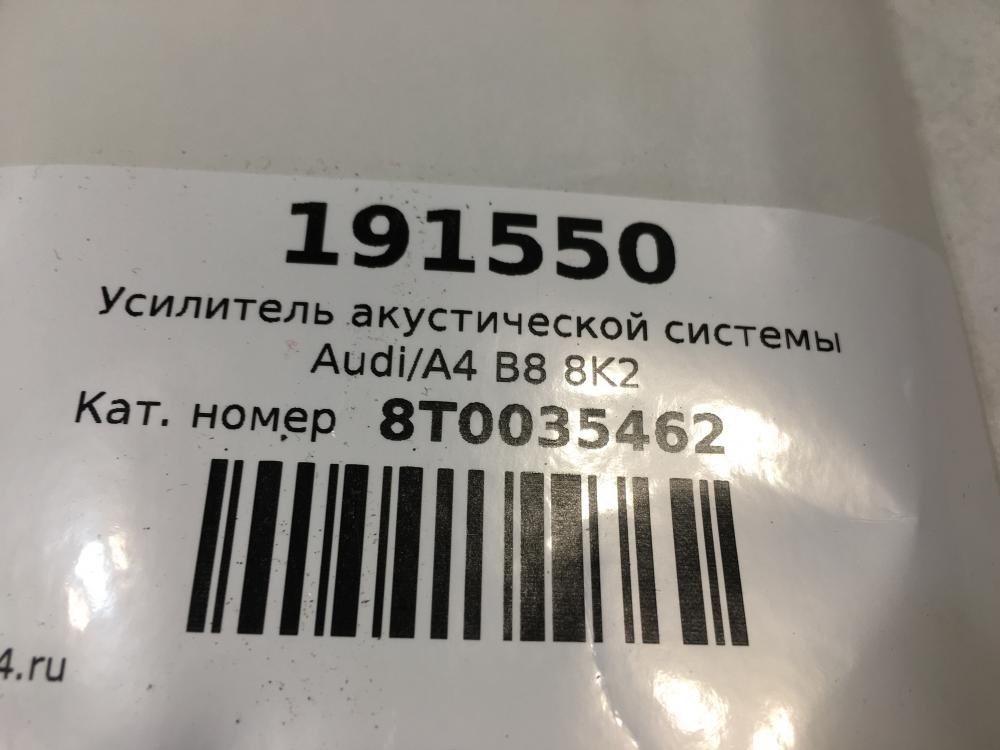 191550
Усилитель акустической системы
Audi/A4 B8 8K2
Кат. номер 8T0035462
4.ru